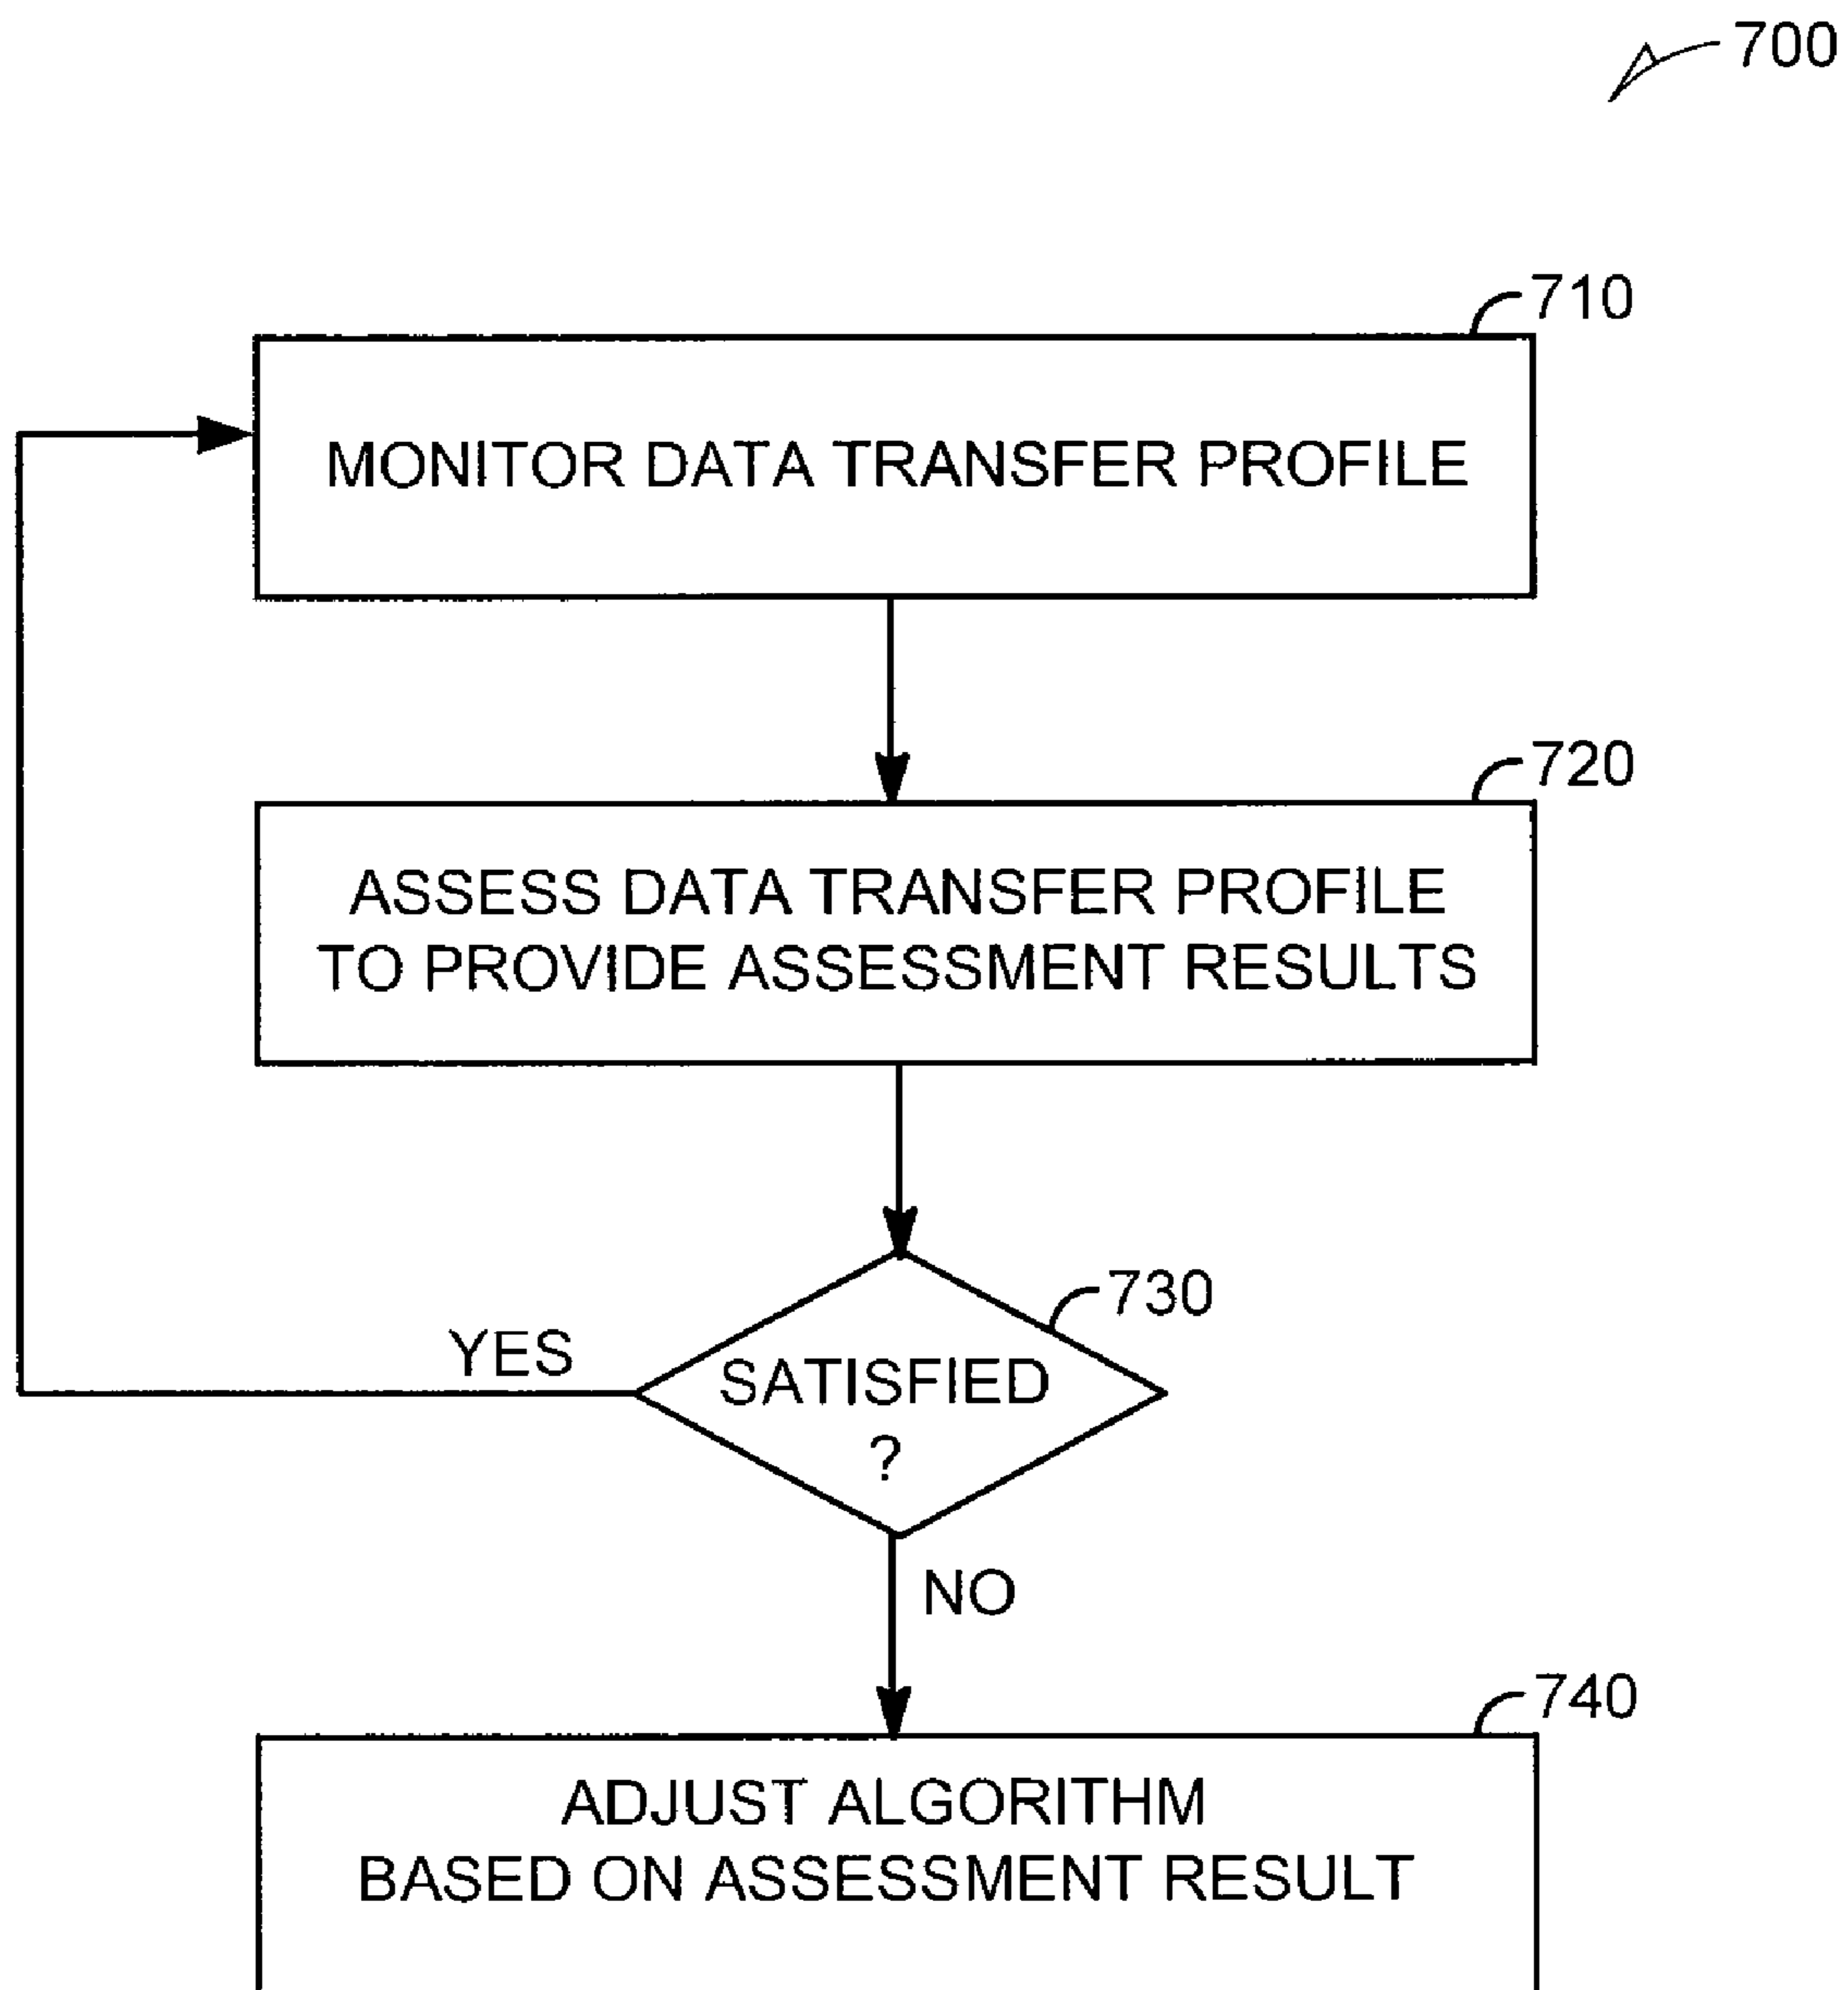 700
710
MONITOR DATA TRANSFER PROFILE
720
ASSESS DATA TRANSFER PROFILE
TO PROVIDE ASSESSMENT RESULTS
730
YES
SATISFIED
?
NO
740
ADJUST ALGORITHM
BASED ON ASSESSMENT RESULT